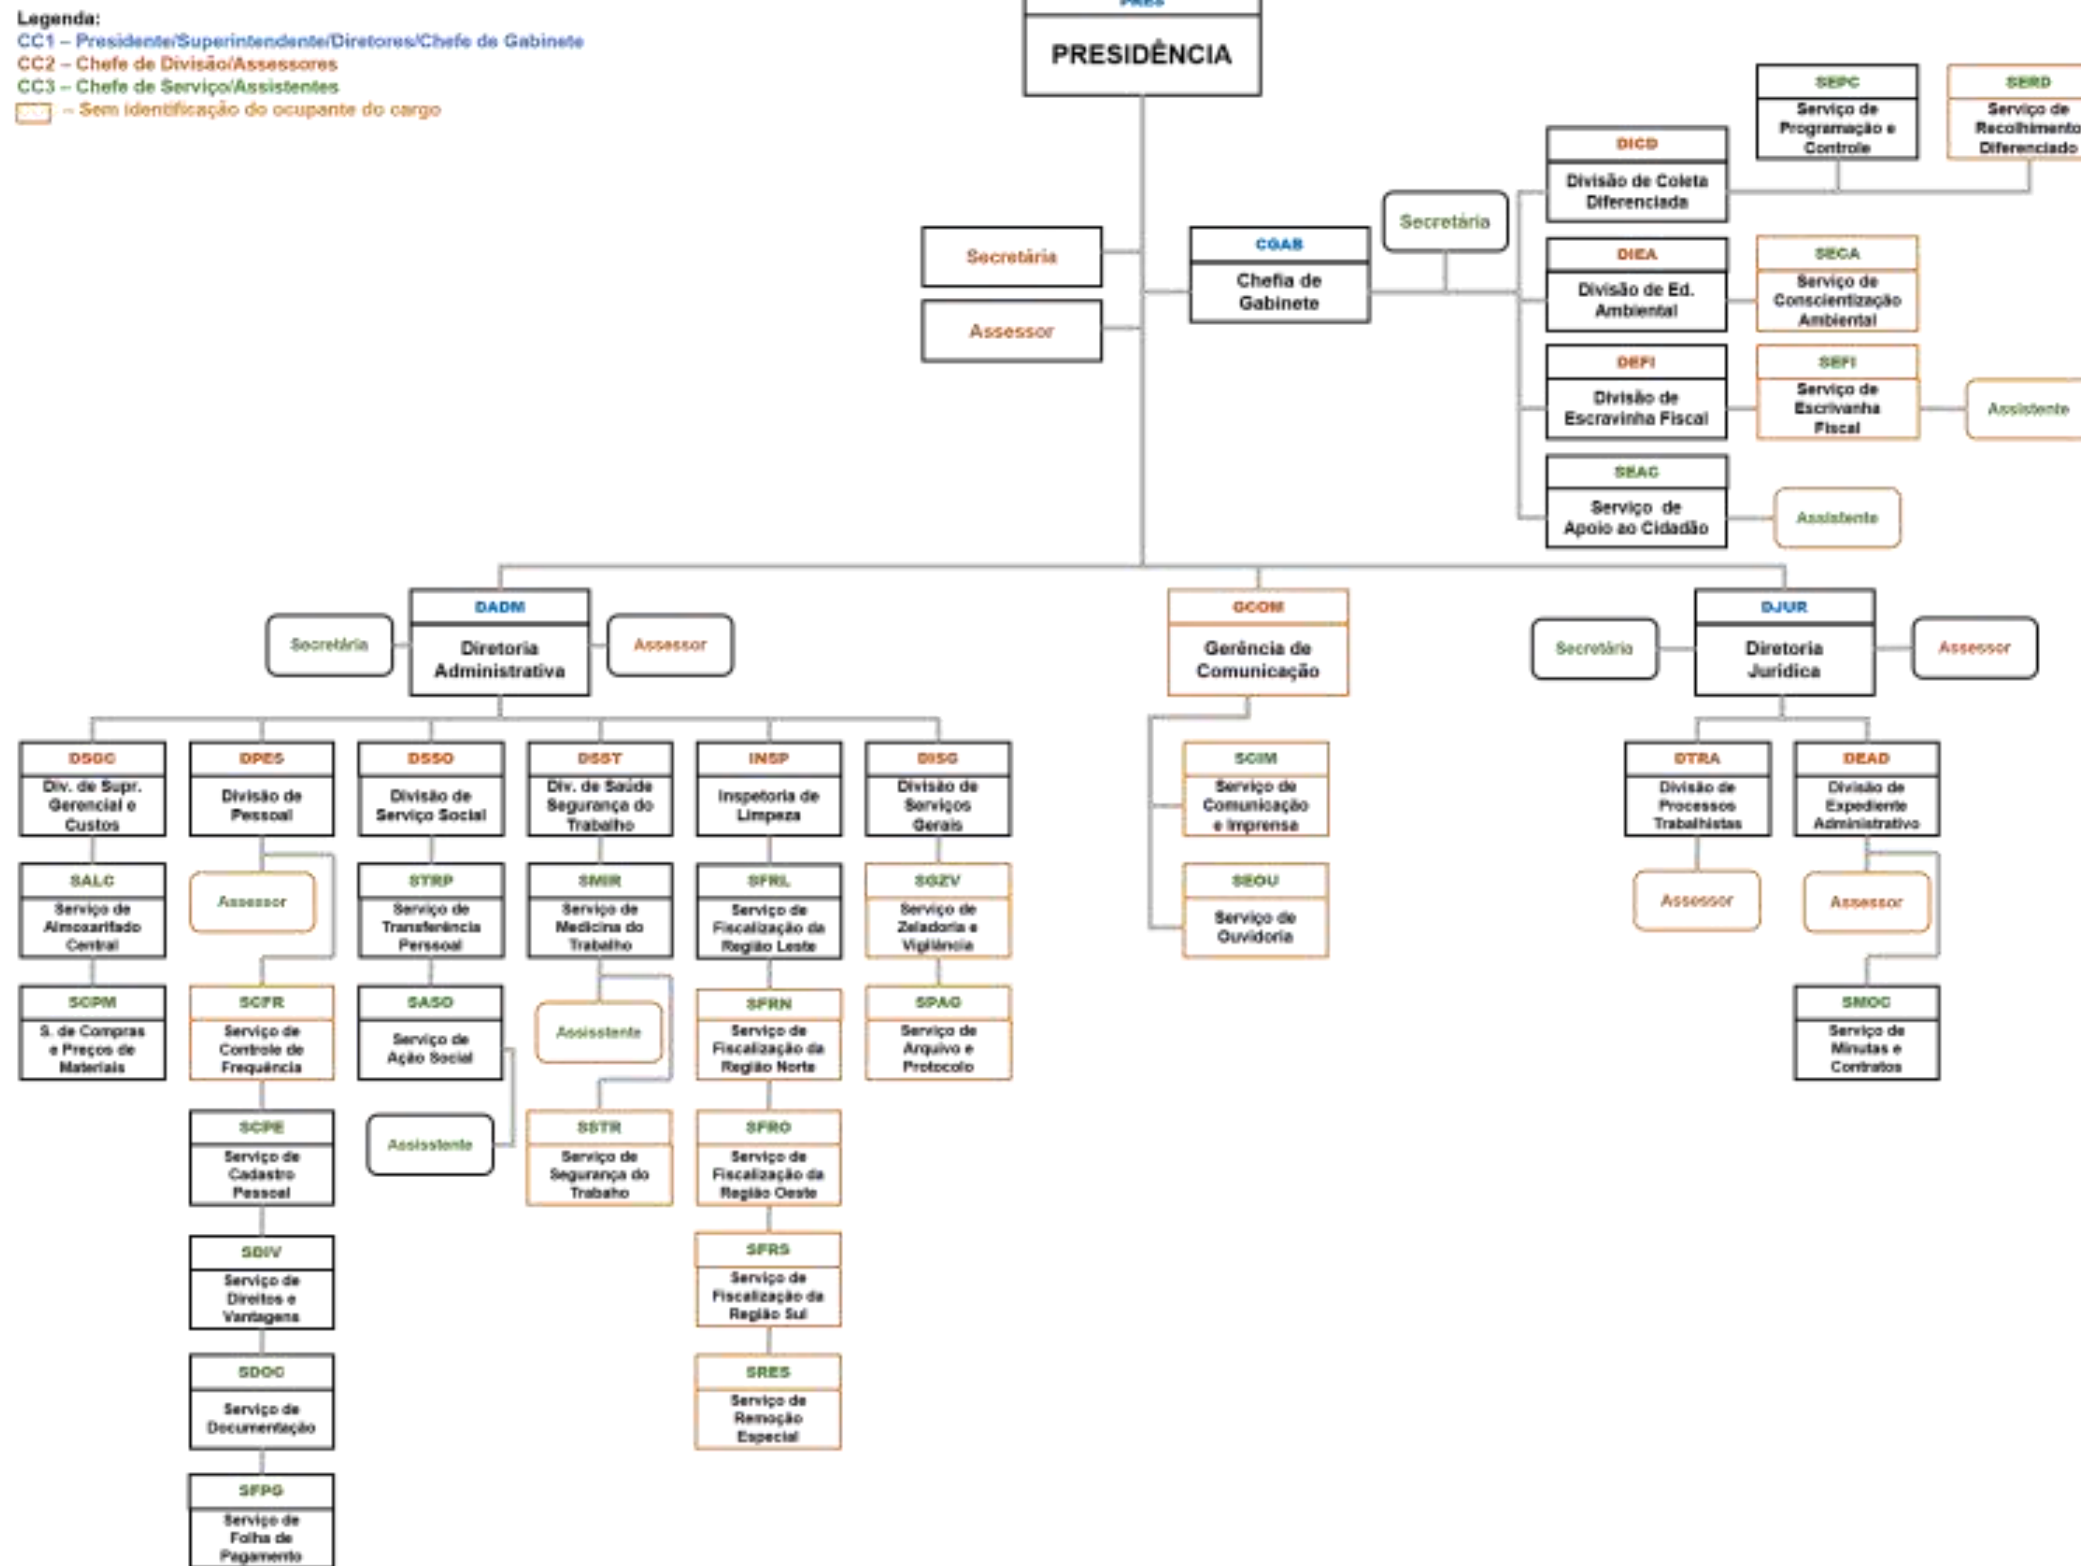 Legenda:
CC1 – Presidente/Superintendente/Diretores/Chefe de Gabinete
CC2 – Chefe de Divisão/Assessores
CC3 – Chefe de Serviço/Assistentes
– Sem identificação do ocupante do cargo
PRES
PRESIDÊNCIA
Secretária
Assessor
CGAB
Chefia de
Gabinete
Secretária
DICD
Divisão de Coleta
Diferenciada
SEPC
Serviço de
Programação e
Controle
SERD
Serviço de
Recolhimento
Diferenciado
DIEA
Divisão de Ed.
Ambiental
SECA
Serviço de
Conscientização
Ambiental
DEFI
Divisão de
Escravinha Fiscal
SEFI
Serviço de
Escrivanha
Fiscal
Assistente
SEAC
Serviço de
Apoio ao Cidadão
Assistente
Secretária
DADM
Diretoria
Administrativa
Assessor
GCOM
Gerência de
Comunicação
Secretária
DJUR
Diretoria
Jurídica
Assessor
DSGC
Div. de Supr.
Gerencial e
Custos
SALC
Serviço de
Almoxarifado
Central
SCPM
S. de Compras
e Preços de
Materiais
DPES
Divisão de
Pessoal
Assessor
SCFR
Serviço de
Controle de
Frequência
SCPE
Serviço de
Cadastro
Pessoal
SDIV
Serviço de
Direitos e
Vantagens
SDOC
Serviço de
Documentação
SFPG
Serviço de
Folha de
Pagamento
DSSO
Divisão de
Serviço Social
STRP
Serviço de
Transferência
Perssoal
SASO
Serviço de
Ação Social
Assisstente
DSST
Div. de Saúde
Segurança do
Trabalho
SMIR
Serviço de
Medicina do
Trabalho
Assisstente
SSTR
Serviço de
Segurança do
Trabaho
INSP
Inspetoria de
Limpeza
SFRL
Serviço de
Fiscalização da
Região Leste
SFRN
Serviço de
Fiscalização da
Região Norte
SFRO
Serviço de
Fiscalização da
Região Oeste
SFRS
Serviço de
Fiscalização da
Região Sul
SRES
Serviço de
Remoção
Especial
DISG
Divisão de
Serviços
Gerais
SGZV
Serviço de
Zeladoria e
Vigilância
SPAG
Serviço de
Arquivo e
Protocolo
SCIM
Serviço de
Comunicação
e Imprensa
SEOU
Serviço de
Ouvidoria
DTRA
Divisão de
Processos
Trabalhistas
Assessor
DEAD
Divisão de
Expediente
Administrativo
Assessor
SMOC
Serviço de
Minutas e
Contratos